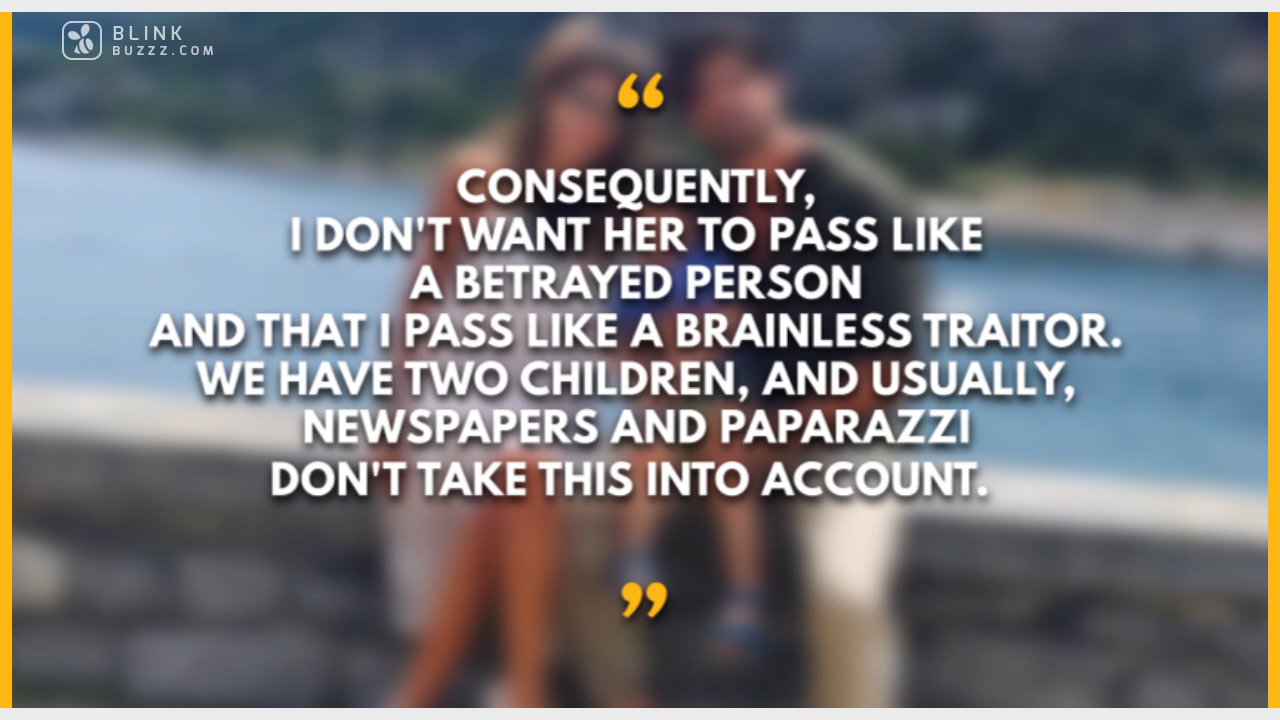 BLINK
BUZZZ.COM
“
CONSEQUENTLY,
I DON'T WANT HER TO PASS LIKE
A BETRAYED PERSON
AND THAT I PASS LIKE A BRAINLESS TRAITOR.
WE HAVE TWO CHILDREN, AND USUALLY,
NEWSPAPERS AND PAPARAZZI
DON'T TAKE THIS INTO ACCOUNT.
”